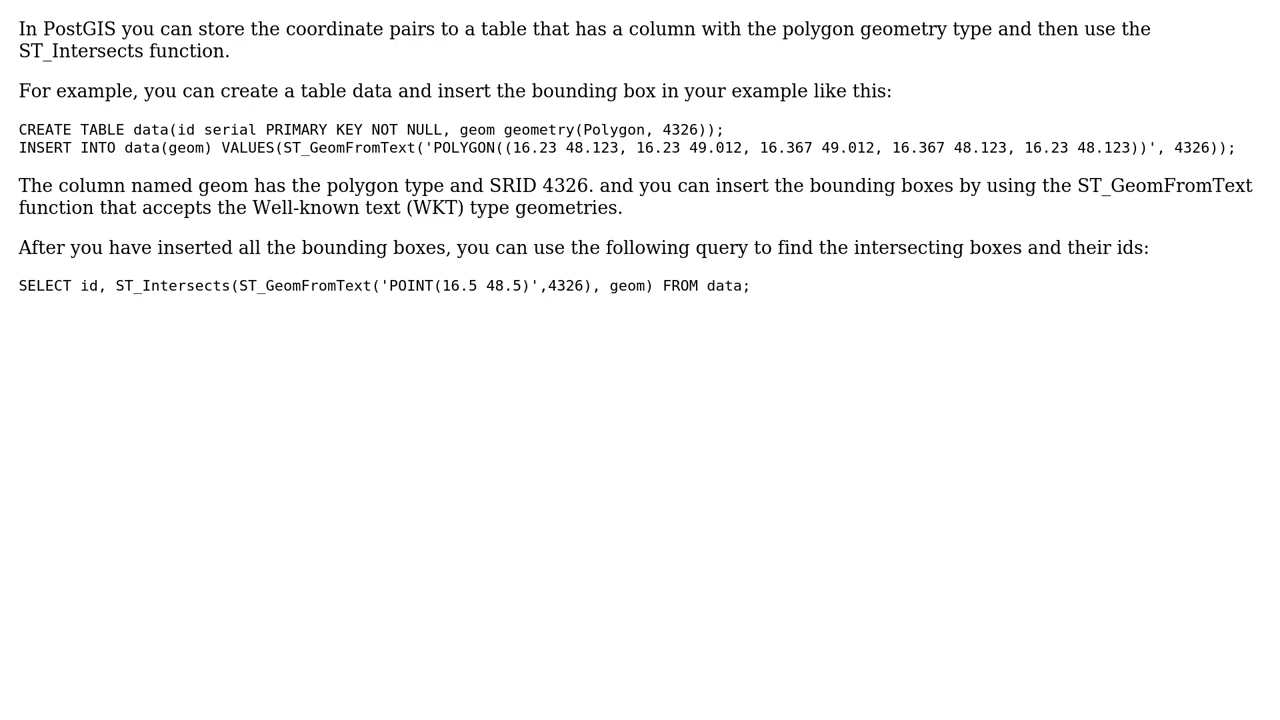 In PostGIS you can store the coordinate pairs to a table that has a column with the polygon geometry type and then use the
ST_Intersects function.
For example, you can create a table data and insert the bounding box in your example like this:
CREATE TABLE data(id serial PRIMARY KEY NOT NULL, geom geometry(Polygon, 4326));
INSERT INTO data(geom) VALUES(ST_GeomFromText('POLYGON((16.23 48.123, 16.23 49.012, 16.367 49.012, 16.367 48.123, 16.23 48.123))', 4326));
The column named geom has the polygon type and SRID 4326. and you can insert the bounding boxes by using the ST_GeomFromText
function that accepts the Well-known text (WKT) type geometries.
After you have inserted all the bounding boxes, you can use the following query to find the intersecting boxes and their ids:
SELECT id, ST_Intersects(ST_GeomFromText('POINT(16.5 48.5)',4326), geom) FROM data;